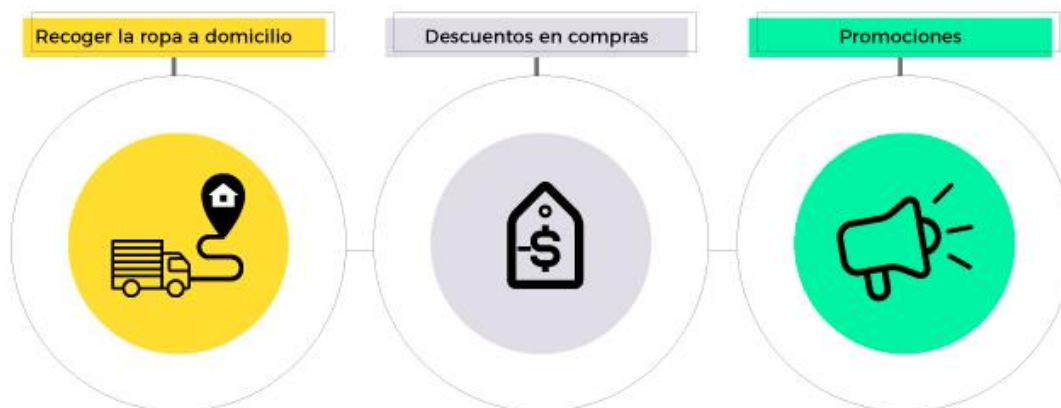 Recoger la ropa a domicilio
Descuentos en compras
Promociones
-$